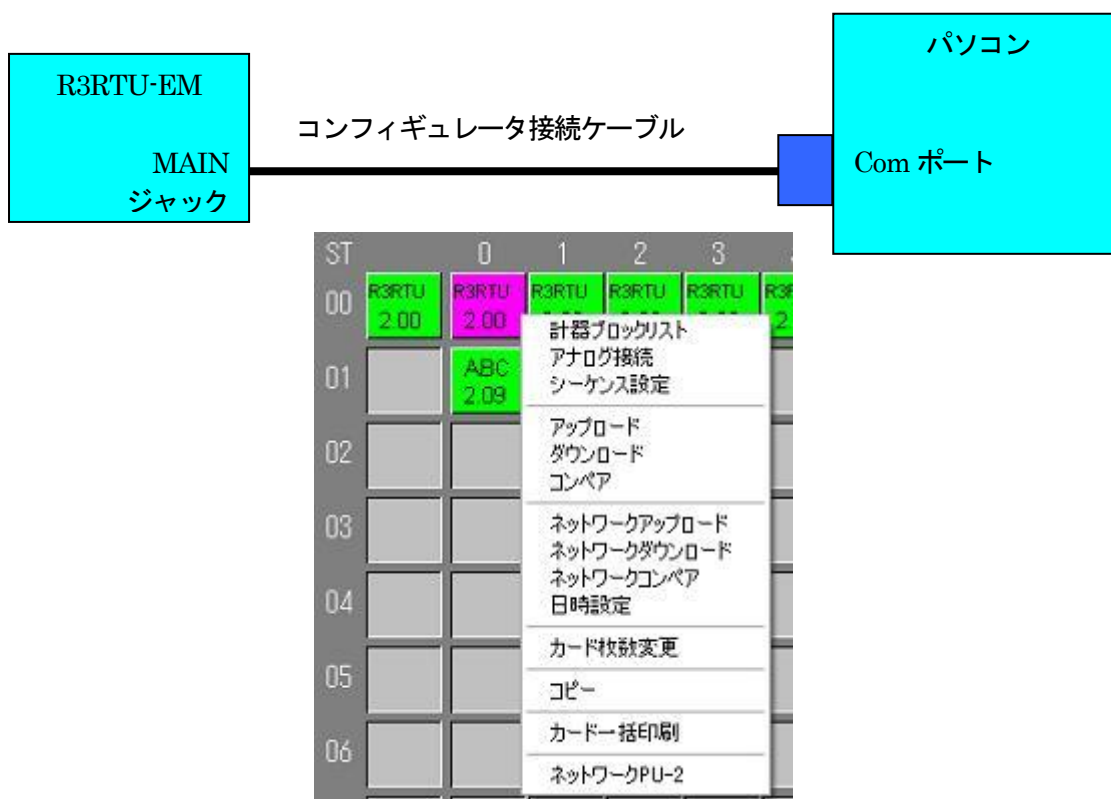 パソコン
R3RTU-EM
コンフィギュレータ接続ケーブル
MAIN
ジャック
Com ポート
ST 0 1 2 3
00 R3RTU R3RTU R3RTU R3RTU R3RTU
2.00 2.00
計器ブロックリスト
アナログ接続
シーケンス設定
01 ABC
2.09
アップロード
ダウンロード
コンペア
02
ネットワークアップロード
ネットワークダウンロード
ネットワークコンペア
日時設定
03
04
カード枚数変更
05
コピー
カード一括印刷
06
ネットワークPU-2